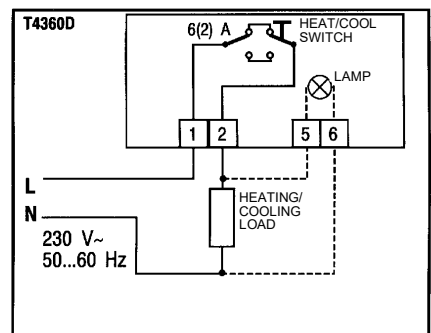 T4360D
6(2) A
HEAT/COOL
SWITCH
LAMP
1 2 5 6
L
N
HEATING/
COOLING
LOAD
230 V~
50...60 Hz